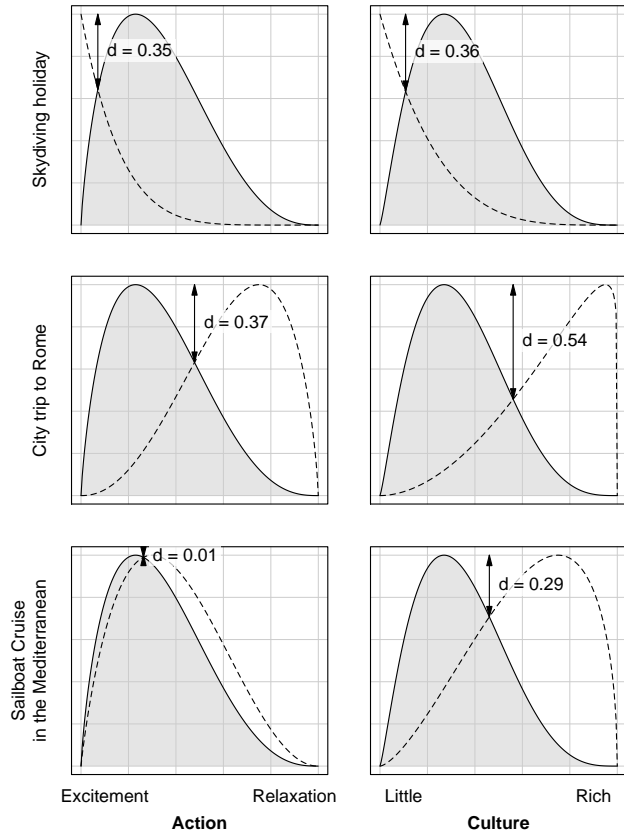 Skydiving holiday
d = 0.35
d = 0.36
City trip to Rome
d = 0.37
d = 0.54
Sailboat Cruise
in the Mediterranean
d = 0.01
d = 0.29
Excitement Relaxation Little Rich
Action Culture